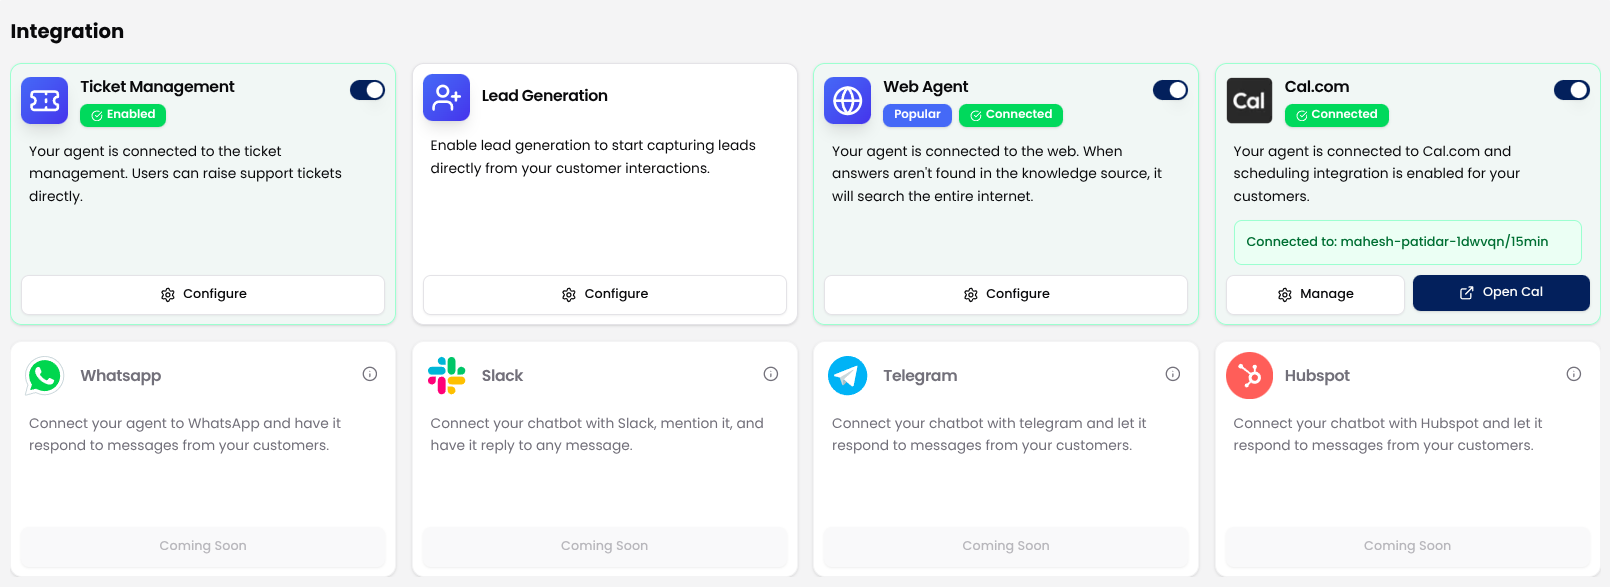 Integration
Ticket Management
Enabled
Your agent is connected to the ticket
management. Users can raise support tickets
directly.
Configure
Lead Generation
Enable lead generation to start capturing leads
directly from your customer interactions.
Configure
Web Agent
Popular
Connected
Your agent is connected to the web. When
answers aren't found in the knowledge source, it
will search the entire internet.
Configure
Cal
Cal.com
Connected
Your agent is connected to Cal.com and
scheduling integration is enabled for your
customers.
Connected to: mahesh-patidar-1dwvqn/15min
Manage
Open Cal
Whatsapp
Connect your agent to WhatsApp and have it
respond to messages from your customers.
Coming Soon
Slack
Connect your chatbot with Slack, mention it, and
have it reply to any message.
Coming Soon
Telegram
Connect your chatbot with telegram and let it
respond to messages from your customers.
Coming Soon
Hubspot
Connect your chatbot with Hubspot and let it
respond to messages from your customers.
Coming Soon